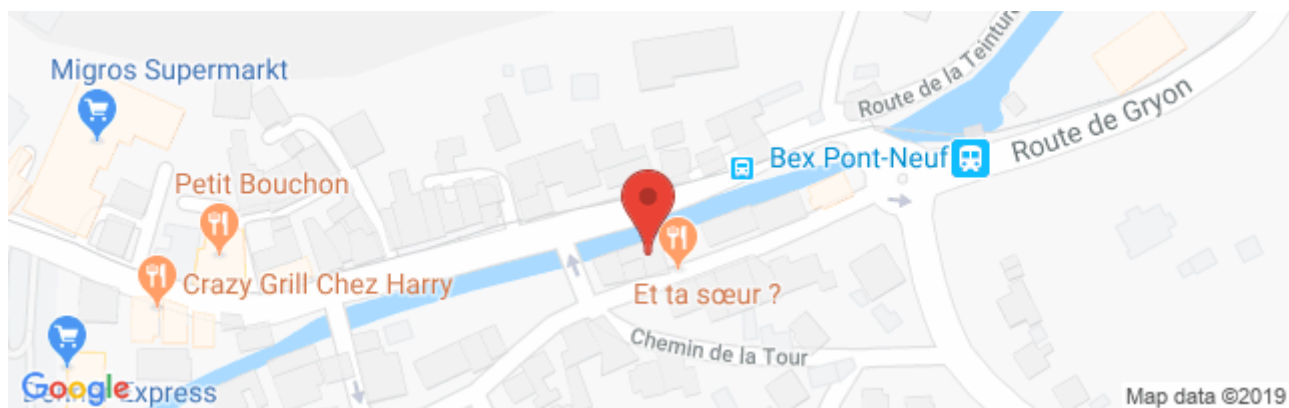 Migros Supermarkt
Route de la Teinture
Route de Gryon
Bex Pont-Neuf
Petit Bouchon
Crazy Grill Chez Harry
Et ta sœur ?
Chemin de la Tour
Google
Express
Map data ©2019